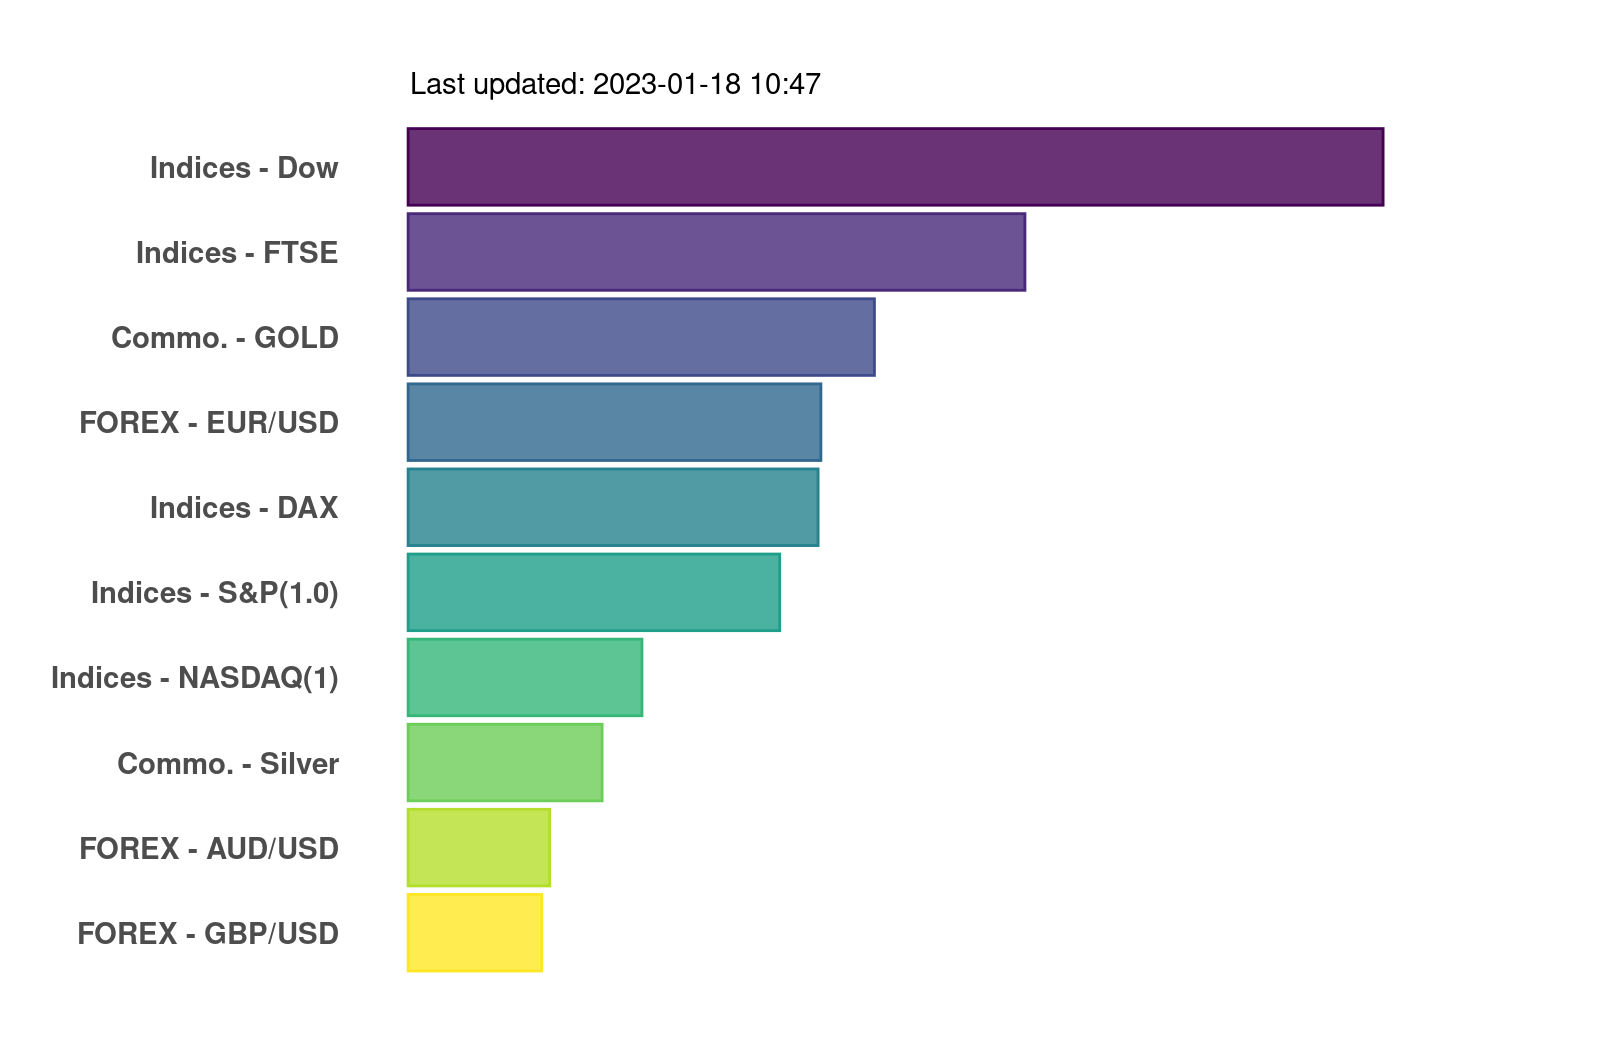 Last updated: 2023-01-18 10:47
Indices - Dow
Indices - FTSE
Commo. - GOLD
FOREX - EUR/USD
Indices - DAX
Indices - S&P(1.0)
Indices - NASDAQ(1)
Commo. - Silver
FOREX - AUD/USD
FOREX - GBP/USD